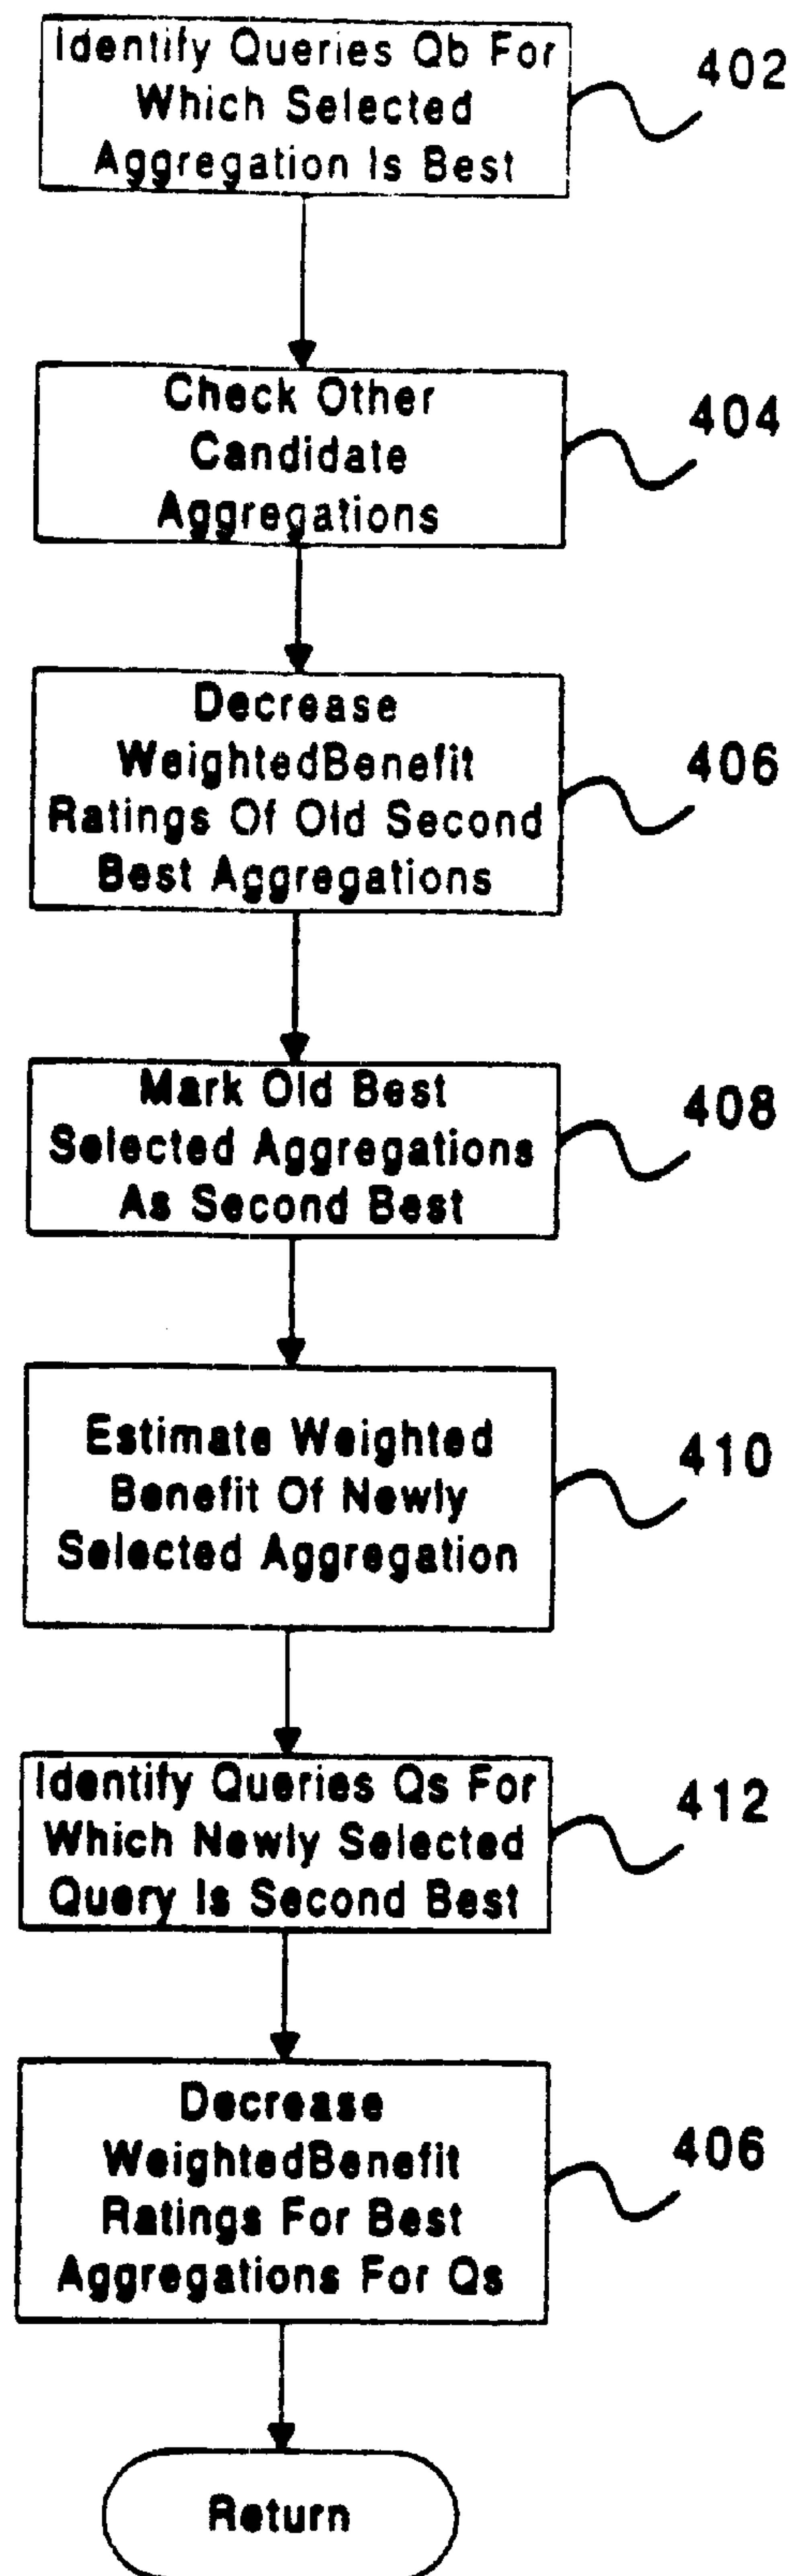 Identify Queries Qb For
Which Selected
Aggregation Is Best
402
Check Other
Candidate
Aggregations
404
Decrease
WeightedBenefit
Ratings Of Old Second
Best Aggregations
406
Mark Old Best
Selected Aggregations
As Second Best
408
Estimate Weighted
Benefit Of Newly
Selected Aggregation
410
Identify Queries Qs For
Which Newly Selected
Query Is Second Best
412
Decrease
WeightedBenefit
Ratings For Best
Aggregations For Qs
406
Return